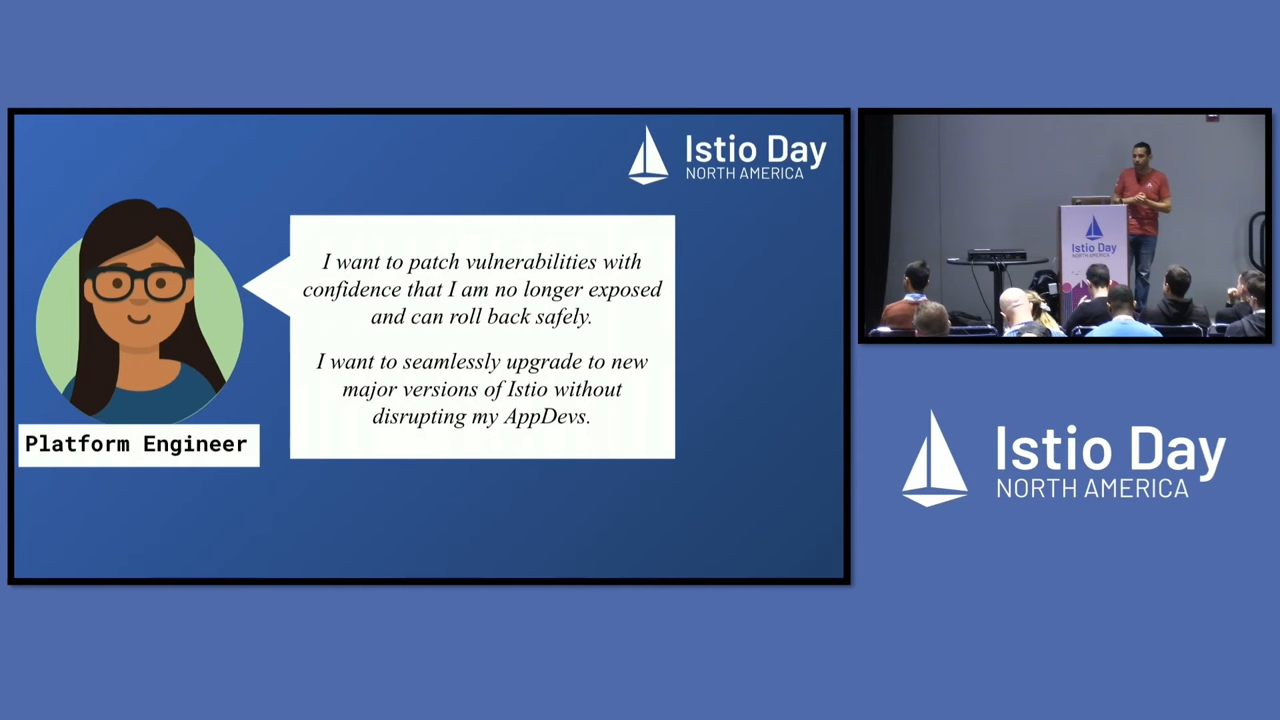 Istio Day
NORTH AMERICA
I want to patch vulnerabilities with
confidence that I am no longer exposed
and can roll back safely.
I want to seamlessly upgrade to new
major versions of Istio without
disrupting my AppDevs.
Platform Engineer
Istio Day
NORTH AMERICA
Istio Day
NORTH AMERICA